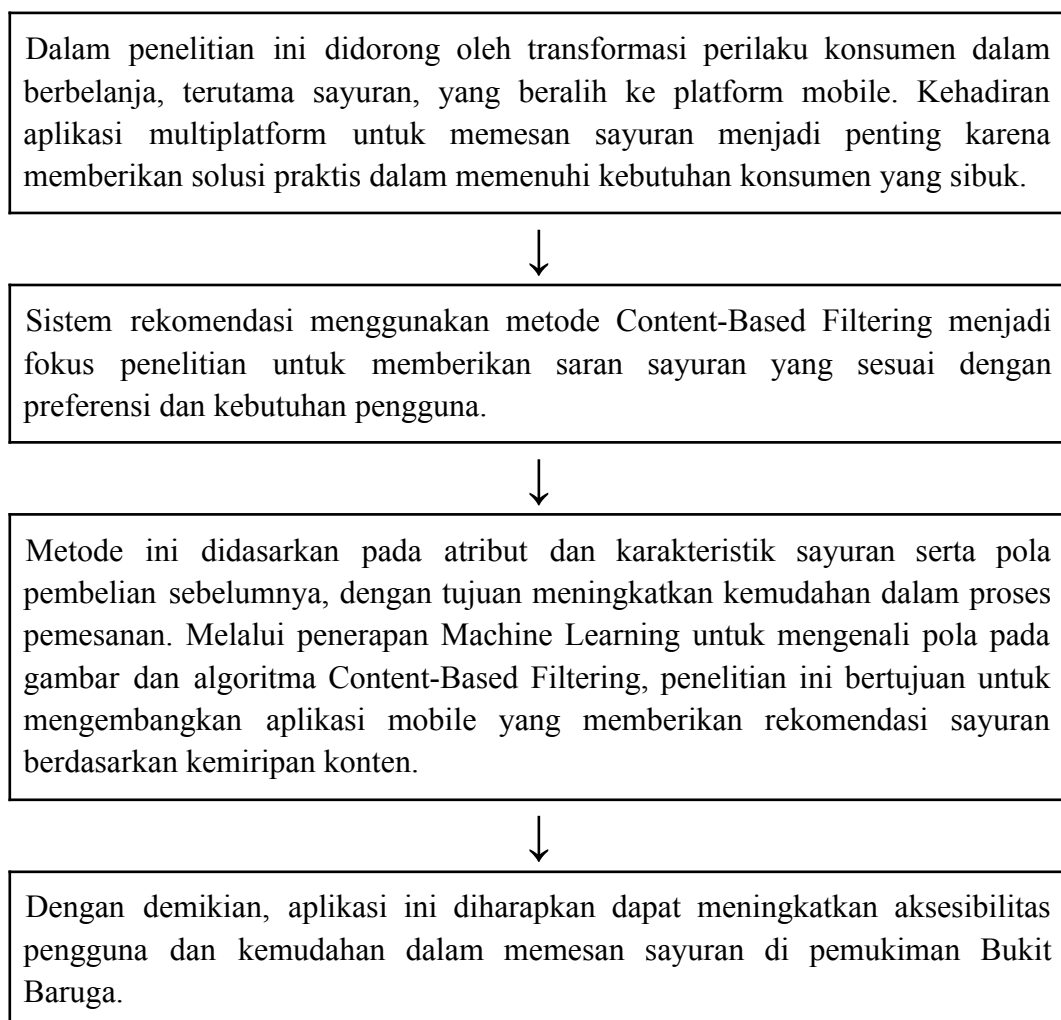 Dalam penelitian ini didorong oleh transformasi perilaku konsumen dalam
berbelanja, terutama sayuran, yang beralih ke platform mobile. Kehadiran
aplikasi multiplatform untuk memesan sayuran menjadi penting karena
memberikan solusi praktis dalam memenuhi kebutuhan konsumen yang sibuk.
Sistem rekomendasi menggunakan metode Content-Based Filtering menjadi
fokus penelitian untuk memberikan saran sayuran yang sesuai dengan
preferensi dan kebutuhan pengguna.
Metode ini didasarkan pada atribut dan karakteristik sayuran serta pola
pembelian sebelumnya, dengan tujuan meningkatkan kemudahan dalam proses
pemesanan. Melalui penerapan Machine Learning untuk mengenali pola pada
gambar dan algoritma Content-Based Filtering, penelitian ini bertujuan untuk
mengembangkan aplikasi mobile yang memberikan rekomendasi sayuran
berdasarkan kemiripan konten.
Dengan demikian, aplikasi ini diharapkan dapat meningkatkan aksesibilitas
pengguna dan kemudahan dalam memesan sayuran di pemukiman Bukit
Baruga.